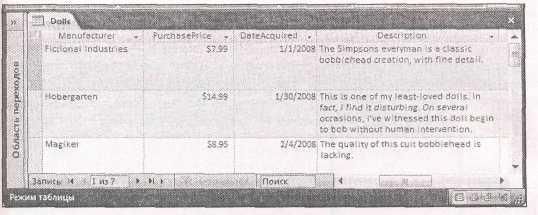 Dolls
Manufacturer PurchasePrice DateAcquired Description
Fictional Industries $7.99 1/1/2008 The Simpsons everyman is a classic
bobblehead creation, with fine detail.
Hobergarten $14.99 1/30/2008 This is one of my least-loved dolls. In
fact, I find it disturbing. On several
occasions, I've witnessed this doll begin
to bob without human intervention.
Magiker $8.95 2/4/2008 The quality of this cult bobblehead is
lacking.
Область переходов
Запись: 1 из 7 Поиск
Режим таблицы